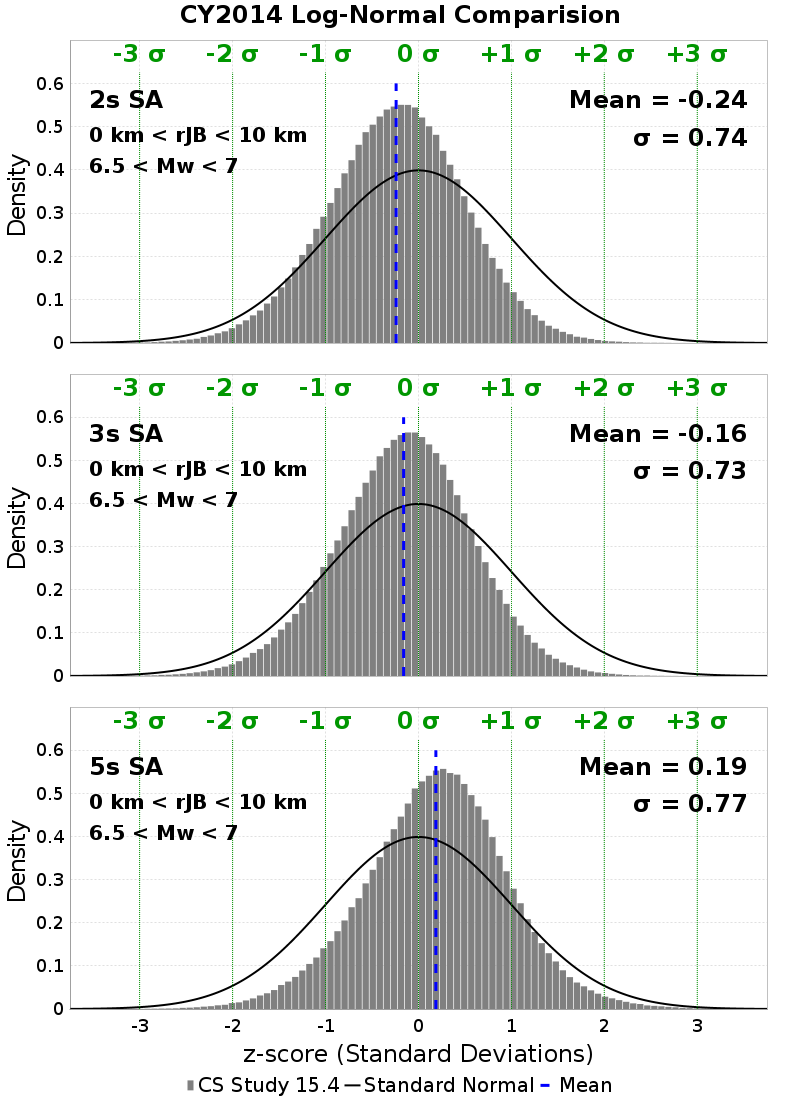 CY2014 Log-Normal Comparision
-3 σ -2 σ -1 σ 0 σ +1 σ +2 σ +3 σ
2s SA Mean = -0.24
0 km < rJB < 10 km σ = 0.74
6.5 < Mw < 7
Density
0.6
0.5
0.4
0.3
0.2
0.1
0
-3 σ -2 σ -1 σ 0 σ +1 σ +2 σ +3 σ
3s SA Mean = -0.16
0 km < rJB < 10 km σ = 0.73
6.5 < Mw < 7
Density
0.6
0.5
0.4
0.3
0.2
0.1
0
-3 σ -2 σ -1 σ 0 σ +1 σ +2 σ +3 σ
5s SA Mean = 0.19
0 km < rJB < 10 km σ = 0.77
6.5 < Mw < 7
Density
0.6
0.5
0.4
0.3
0.2
0.1
0
-3 -2 -1 0 1 2 3
z-score (Standard Deviations)
CS Study 15.4 Standard Normal Mean